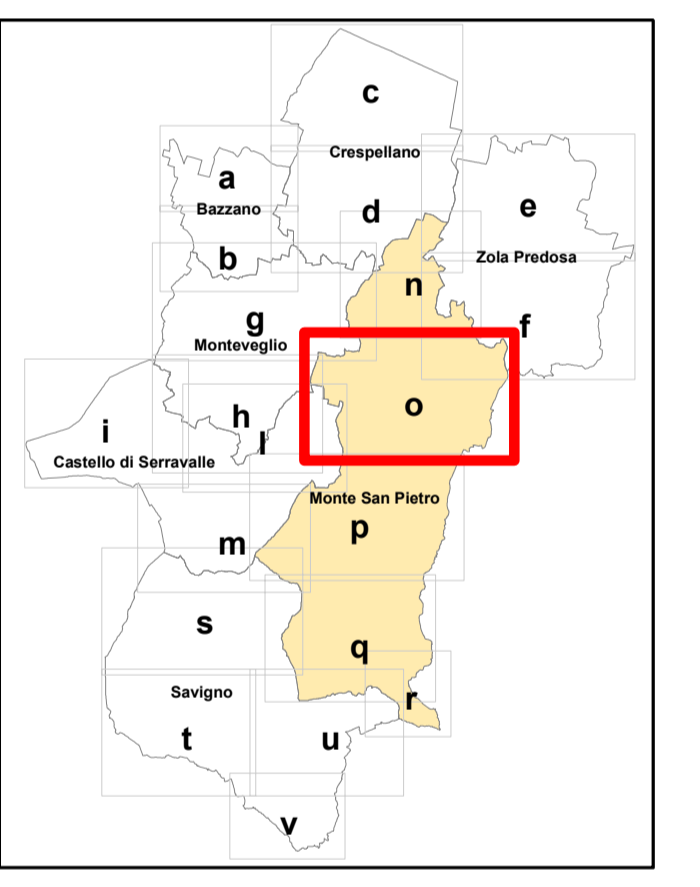 c
Crespellano
a
e
Bazzano
d
b
Zola Predosa
n
g
f
Monteveglio
o
h
i
l
Castello di Serravalle
Monte San Pietro
p
m
s
q
Savigno
r
t
u
v